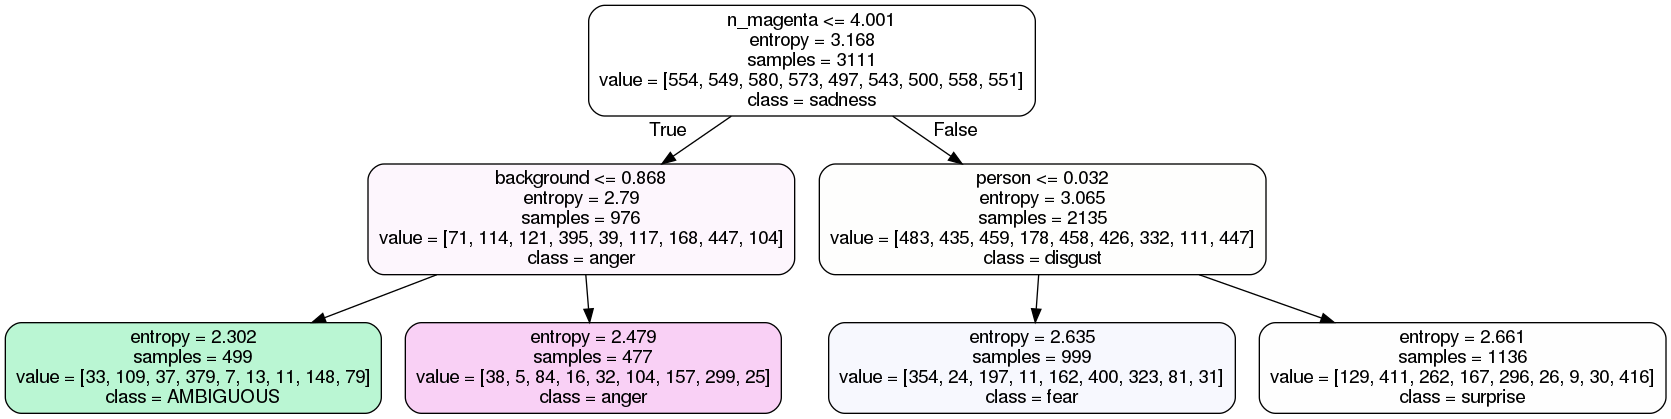 n_magenta <= 4.001
entropy = 3.168
samples = 3111
value = [554, 549, 580, 573, 497, 543, 500, 558, 551]
class = sadness
True
False
background <= 0.868
entropy = 2.79
samples = 976
value = [71, 114, 121, 395, 39, 117, 168, 447, 104]
class = anger
person <= 0.032
entropy = 3.065
samples = 2135
value = [483, 435, 459, 178, 458, 426, 332, 111, 447]
class = disgust
entropy = 2.302
samples = 499
value = [33, 109, 37, 379, 7, 13, 11, 148, 79]
class = AMBIGUOUS
entropy = 2.479
samples = 477
value = [38, 5, 84, 16, 32, 104, 157, 299, 25]
class = anger
entropy = 2.635
samples = 999
value = [354, 24, 197, 11, 162, 400, 323, 81, 31]
class = fear
entropy = 2.661
samples = 1136
value = [129, 411, 262, 167, 296, 26, 9, 30, 416]
class = surprise